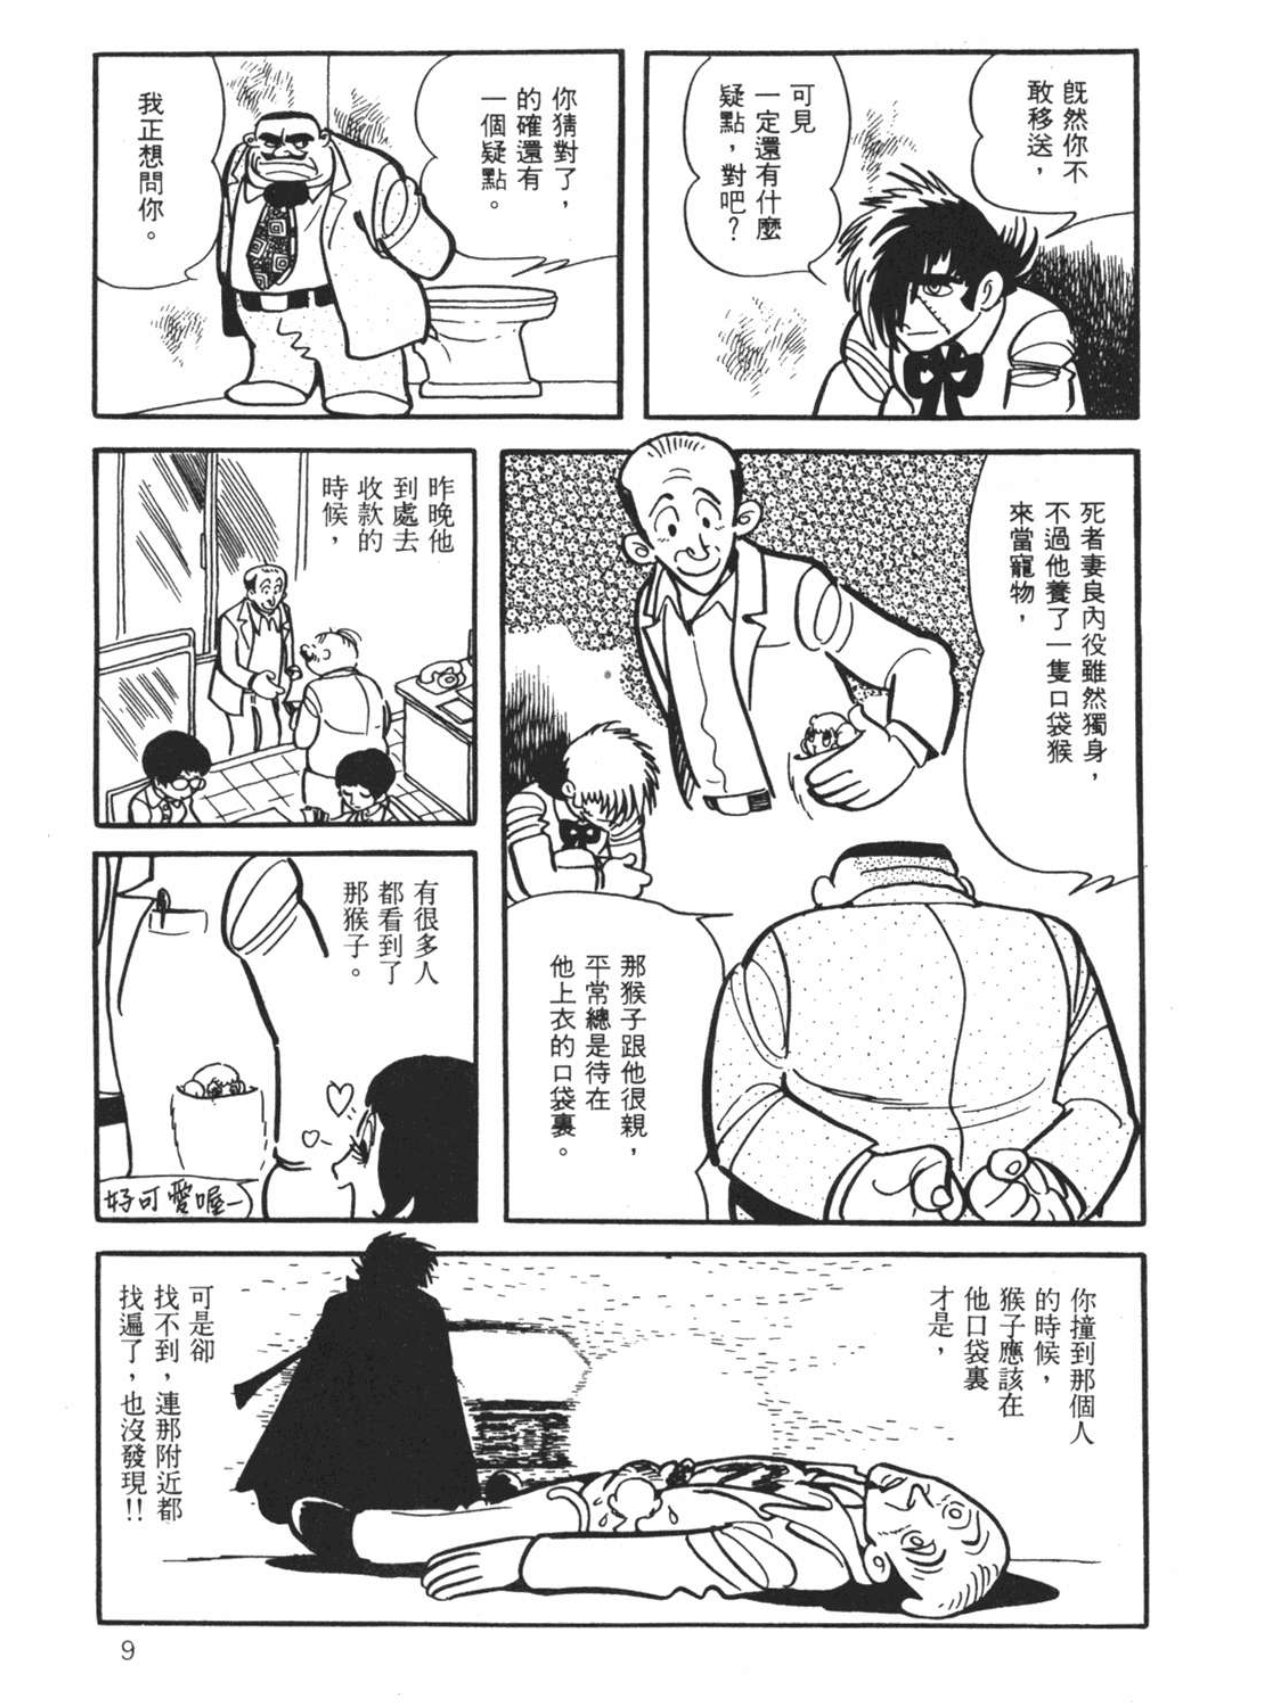 既然你不
敢移送，
可見
一定還有什麼
疑點，對吧？
你猜對了，
的確還有
一個疑點。
我正想問你。
死者妻良內役雖然獨身，
不過他養了一隻口袋猴
來當寵物，
那猴子跟他很親，
平常總是待在
他上衣的口袋裏。
昨晚他
到處去
收款的
時候，
有很多人
都看到了
那猴子。
好可愛喔—
你撞到那個人
的時候，
猴子應該在
他口袋裏
才是，
可是卻
找不到，連那附近都
找遍了，也沒發現!!
9